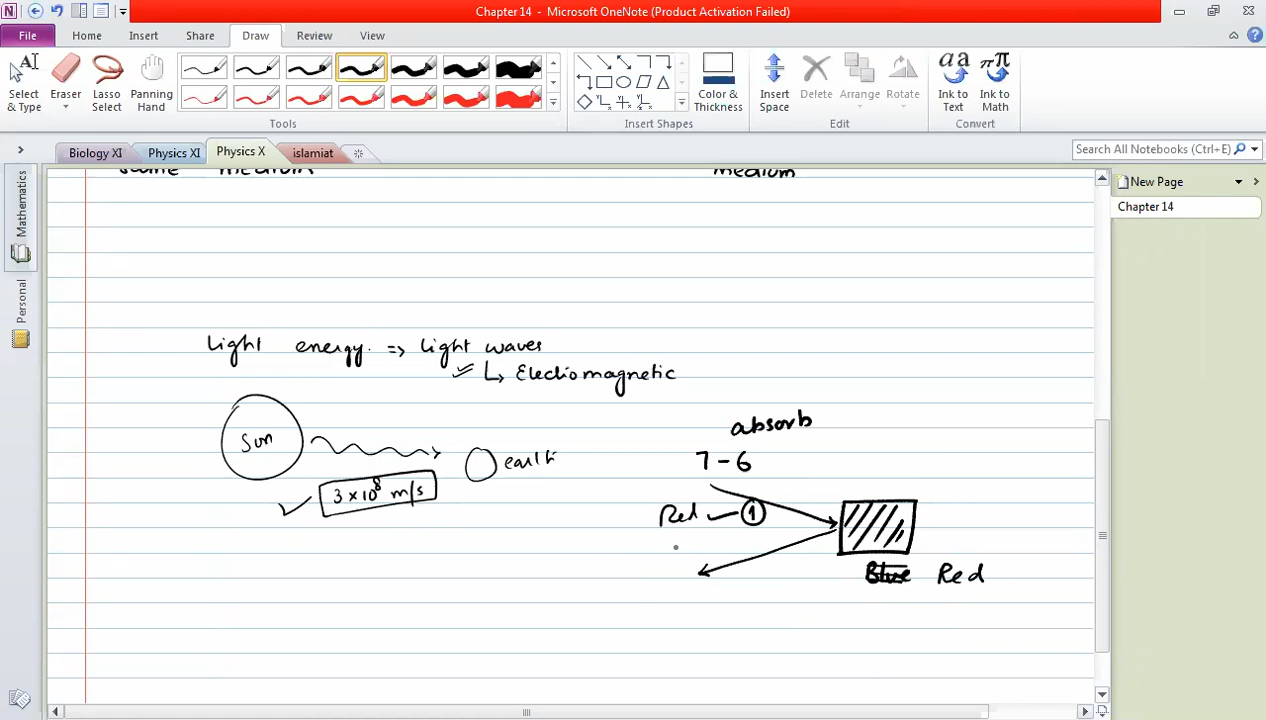 Chapter 14 - Microsoft OneNote (Product Activation Failed)
File Home Insert Share Draw Review View
Select & Type
Eraser
Lasso Select
Panning Hand
Color & Thickness
Insert Space
Delete
Arrange
Rotate
Ink to Text
Ink to Math
Tools Insert Shapes Edit Convert
Biology XI Physics XI Physics X islamiat
Search All Notebooks (Ctrl+E)
New Page
Chapter 14
Mathematics
Personal
same medium
medium
Light energy. => Light waves
Electromagnetic
absorb
Sun
earth
7-6
3×10⁸ m/s
Red 1
Blue Red